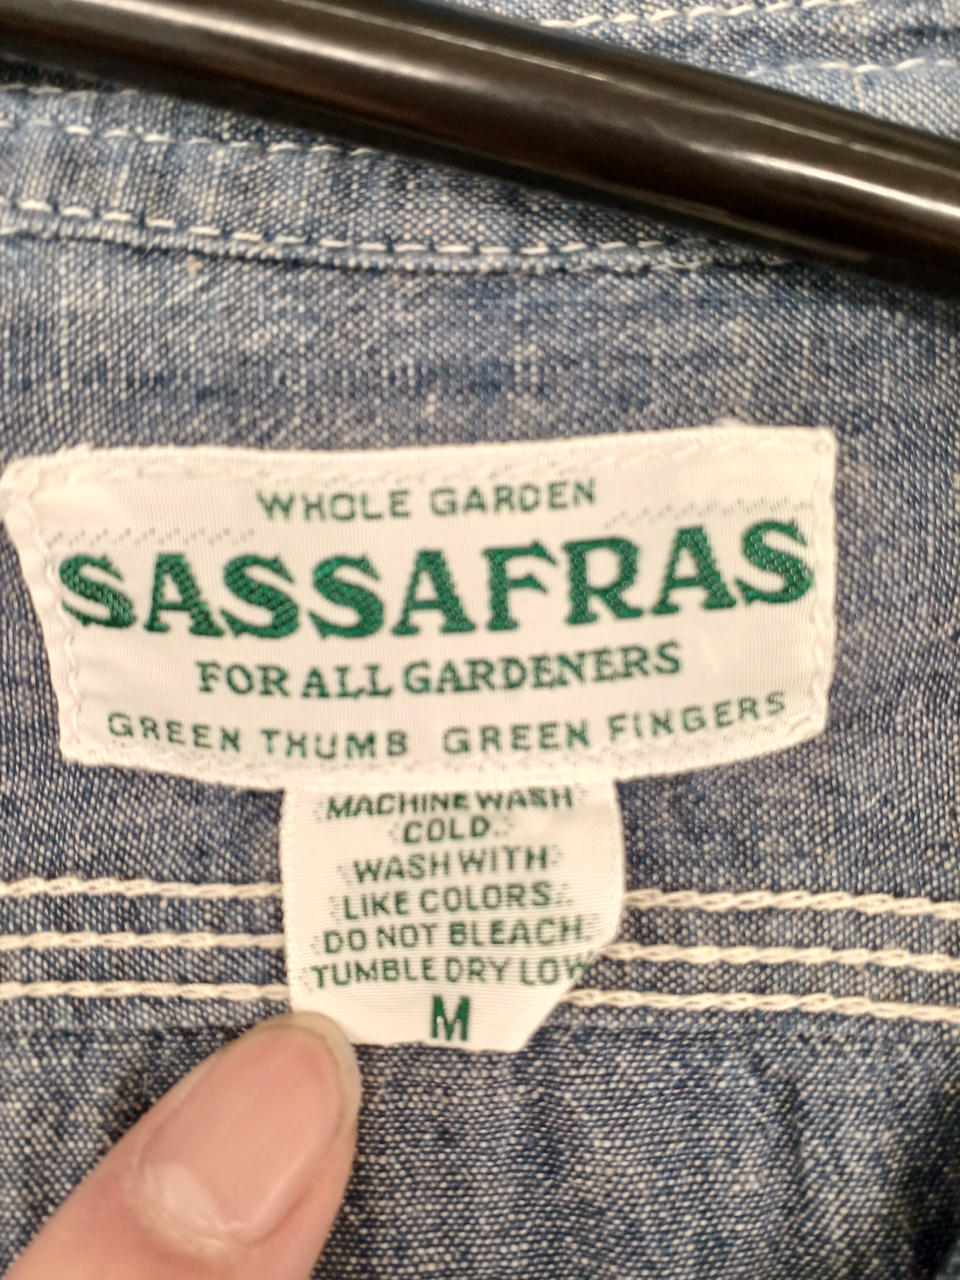 WHOLE GARDEN
SASSAFRAS
FOR ALL GARDENERS
GREEN THUMB GREEN FINGERS
MACHINE WASH
COLD.
WASH WITH
LIKE COLORS.
DO NOT BLEACH.
TUMBLE DRY LOW
M